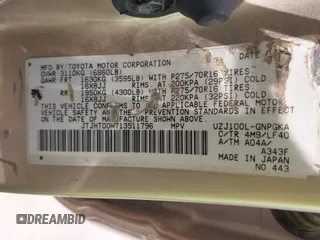 MFD.BY: TOYOTA MOTOR CORPORATION
GVWR 3110KG (6860LB)
GAWR FRT 1630KG (3595LB) WITH P275/70R16 TIRES
16X8JJ RIMS, AT 200KPA (29PSI) COLD
RR 1950KG (4300LB) WITH P275/70R16 TIRES
16X8JJ RIMS, AT 220KPA (32PSI) COLD
THIS VEHICLE CONFORMS TO ALL APPLICABLE
FEDERAL MOTOR VEHICLE SAFETY AND
THEFT PREVENTION STANDARDS IN EFFECT ON
THE DATE OF MANUFACTURE SHOWN ABOVE.
JTJHT00W713511796 MPV
UZJ100L-GNPGKA
C/TR 4M9/LF40
A/TM A04A/
A343F
MADE IN JAPAN
NO 443
DREAMBID